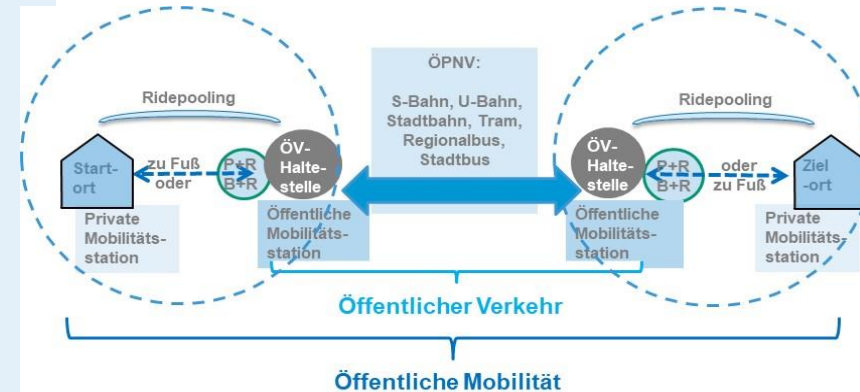 ÖPNV:
S-Bahn, U-Bahn,
Stadtbahn, Tram,
Regionalbus,
Stadtbus
Ridepooling
Start-
ort
zu Fuß
oder
P+R
B+R
ÖV-
Halte-
stelle
Private
Mobilitäts-
station
Öffentliche
Mobilitäts-
station
Ridepooling
ÖV-
Halte-
stelle
P+R
B+R
oder
zu Fuß
Ziel
-ort
Öffentliche
Mobilitäts-
station
Private
Mobilitäts-
station
Öffentlicher Verkehr
Öffentliche Mobilität